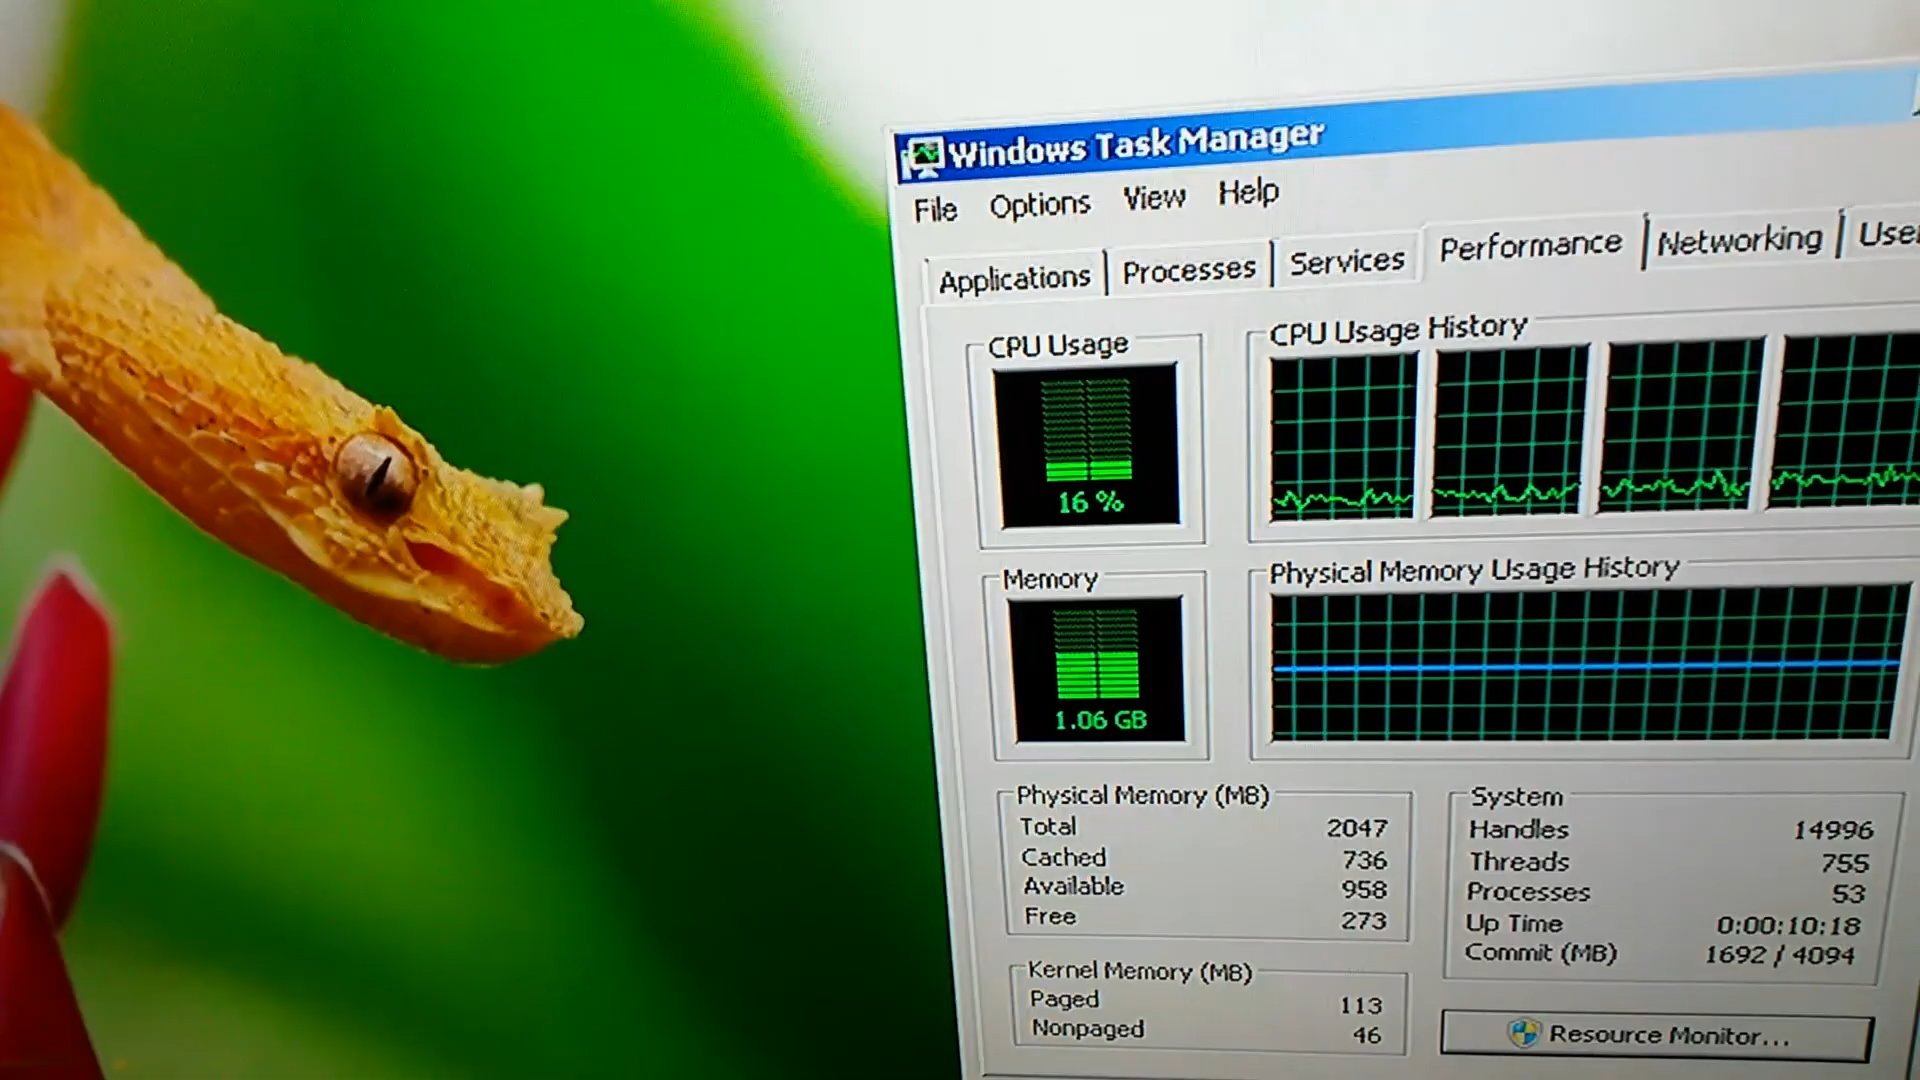 Windows Task Manager
File Options View Help
Applications Processes Services Performance Networking
CPU Usage
CPU Usage History
16 %
Memory
Physical Memory Usage History
1.06 GB
Physical Memory (MB)
Total 2047
Cached 736
Available 958
Free 273
System
Handles 14996
Threads 755
Processes 53
Up Time 0:00:10:18
Commit (MB) 1692 / 4094
Kernel Memory (MB)
Paged 113
Nonpaged 46
Resource Monitor...